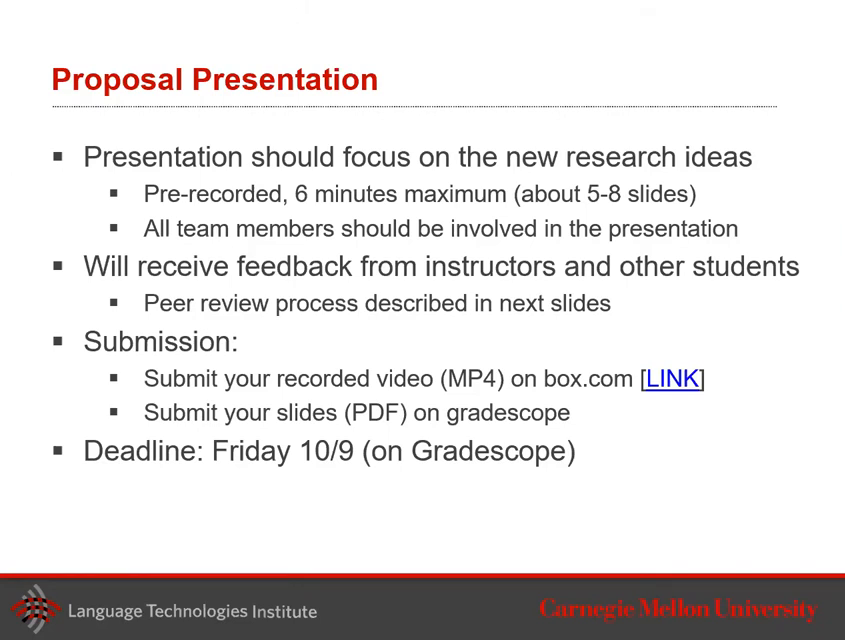 Proposal Presentation
▪ Presentation should focus on the new research ideas
▪ Pre-recorded, 6 minutes maximum (about 5-8 slides)
▪ All team members should be involved in the presentation
▪ Will receive feedback from instructors and other students
▪ Peer review process described in next slides
▪ Submission:
▪ Submit your recorded video (MP4) on box.com [LINK]
▪ Submit your slides (PDF) on gradescope
▪ Deadline: Friday 10/9 (on Gradescope)
Language Technologies Institute
Carnegie Mellon University